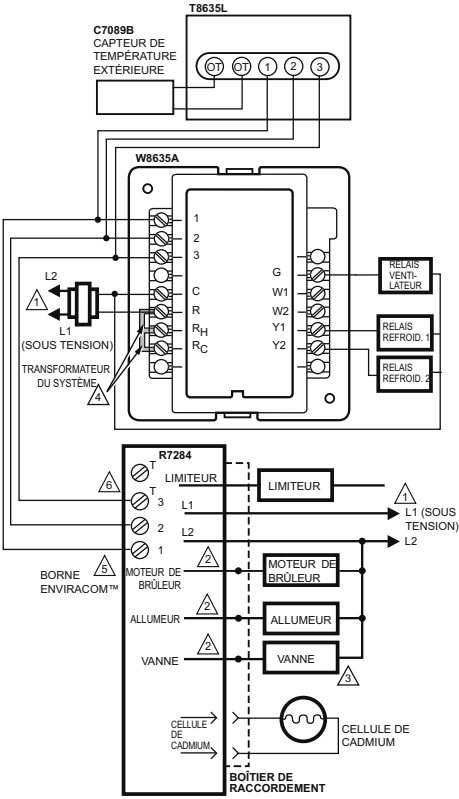 T8635L
C7089B
CAPTEUR DE
TEMPÉRATURE
EXTÉRIEURE
OT
OT
1
2
3
W8635A
1
2
3
C
R
RH
RC
G
W1
W2
Y1
Y2
L2
1
L1
(SOUS TENSION)
TRANSFORMATEUR
DU SYSTÈME
4
RELAIS
VENTI-
LATEUR
RELAIS
REFROID. 1
RELAIS
REFROID. 2
R7284
T
T
3
2
1
6
5
BORNE
ENVIRACOM™
LIMITEUR
LIMITEUR
L1
1
L1 (SOUS
TENSION)
L2
L2
2
MOTEUR DE
BRÛLEUR
MOTEUR DE
BRÛLEUR
2
ALLUMEUR
ALLUMEUR
2
VANNE
VANNE
3
CELLULE
DE
CADMIUM
CELLULE DE
CADMIUM
BOÎTIER DE
RACCORDEMENT